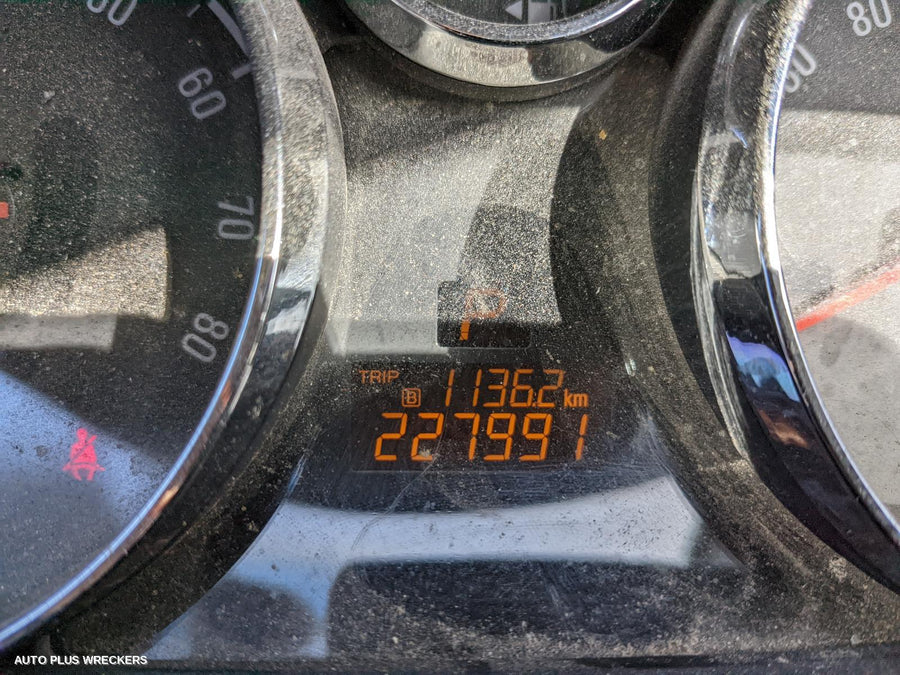 60
70
80
80
P
TRIP B 1136.2 km
227991
AUTO PLUS WRECKERS